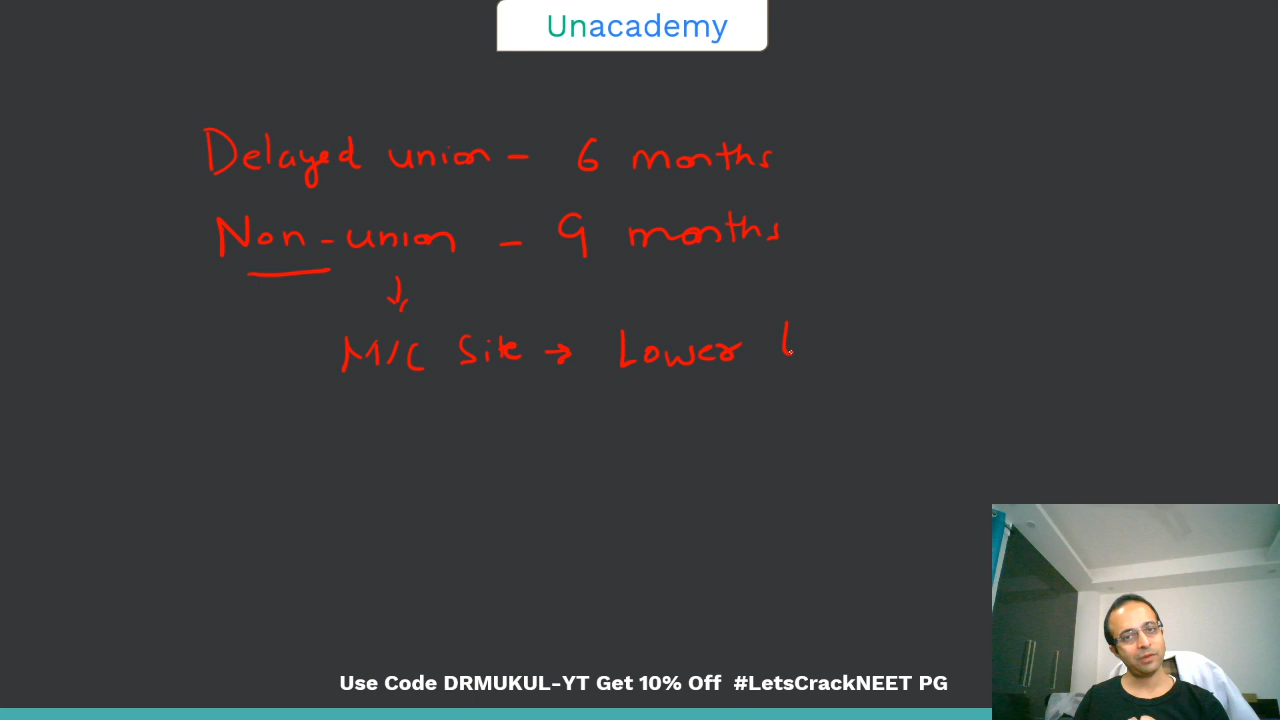 Unacademy
Delayed union - 6 months
Non-union - 9 months
↓
M/C Site → Lower
Use Code DRMUKUL-YT Get 10% Off #LetsCrackNEET PG